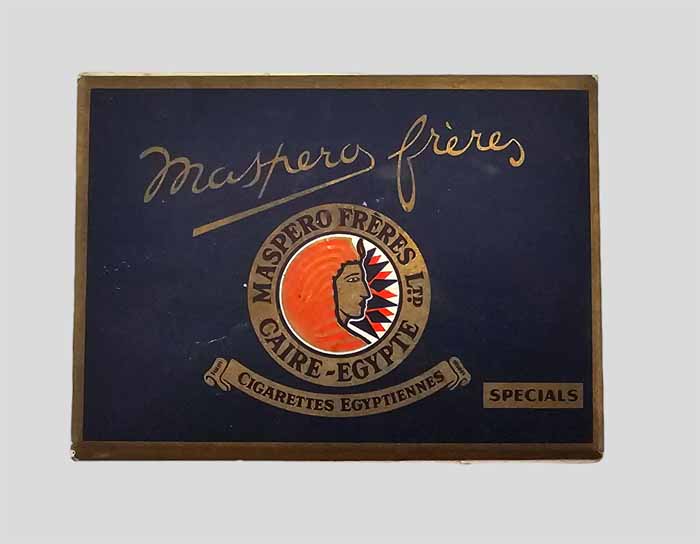 Maspero frères
MASPERO FRÈRES LTD
CAIRE-EGYPTE
CIGARETTES EGYPTIENNES
SPECIALS